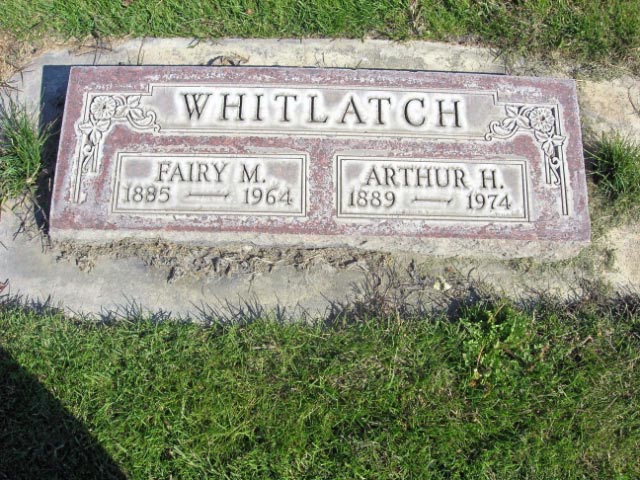 WHITLATCH
FAIRY M.
1885 — 1964
ARTHUR H.
1889 — 1974